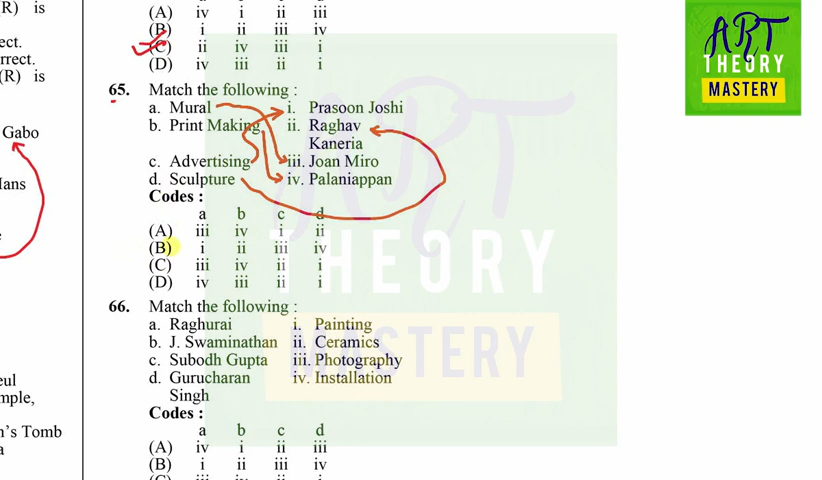 R) is
ect.
rrect.
(R) is
Gabo
Mans
(A) iv i ii iii
(B) i ii iii iv
(C) ii iv iii i
(D) iv iii ii i
65. Match the following :
a. Mural i. Prasoon Joshi
b. Print Making ii. Raghav
Kaneria
c. Advertising iii. Joan Miro
d. Sculpture iv. Palaniappan
Codes :
a b c d
(A) iii iv i ii
(B) i ii iii iv
(C) iii iv ii i
(D) iv iii ii i
66. Match the following :
a. Raghurai i. Painting
b. J. Swaminathan ii. Ceramics
c. Subodh Gupta iii. Photography
d. Gurucharan iv. Installation
Singh
Codes :
a b c d
(A) iv i ii iii
(B) i ii iii iv
eul
mple,
n's Tomb
a
ART
THEORY
MASTERY
ART
THEORY
MASTERY